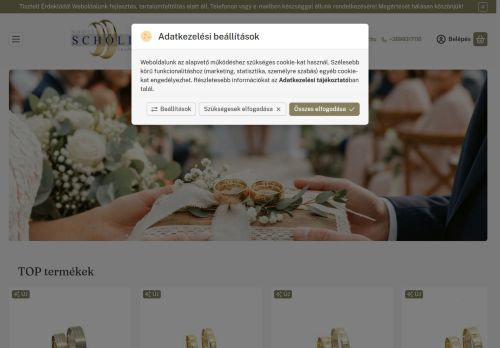 Tisztelt Érdeklődő! Weboldalunk fejlesztés, tartalomfeltöltés alatt áll. Telefonon vagy e-mailben készséggel állunk rendelkezésére! Megértését hálásan köszönjük!
SCHOLL
Belépés
Adatkezelési beállítások
Weboldalunk az alapvető működéshez szükséges cookie-kat használ. Szélesebb
körű funkcionalitáshoz (marketing, statisztika, személyre szabás) egyéb cookie-
kat engedélyezhet. Részletesebb információkat az Adatkezelési tájékoztatóban
talál.
Beállítások
Szükségesek elfogadása
Összes elfogadása
TOP termékek
ÚJ
ÚJ
ÚJ
ÚJ